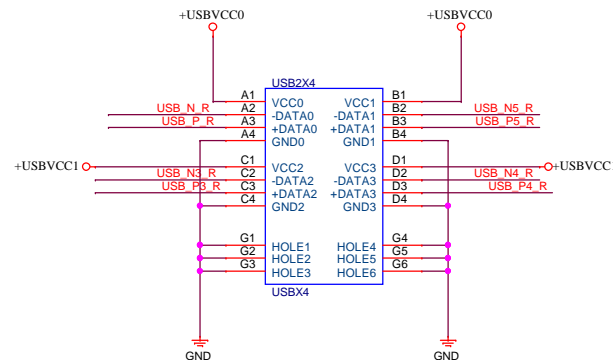 +USBVCC0 +USBVCC0
USB2X4
A1 VCC0 VCC1 B1
USB_N_R A2 -DATA0 -DATA1 B2 USB_N5_R
USB_P_R A3 +DATA0 +DATA1 B3 USB_P5_R
A4 GND0 GND1 B4
+USBVCC1 C1 VCC2 VCC3 D1 +USBVCC
USB_N3_R C2 -DATA2 -DATA3 D2 USB_N4_R
USB_P3_R C3 +DATA2 +DATA3 D3 USB_P4_R
C4 GND2 GND3 D4
G1 HOLE1 HOLE4 G4
G2 HOLE2 HOLE5 G5
G3 HOLE3 HOLE6 G6
USBX4
GND GND